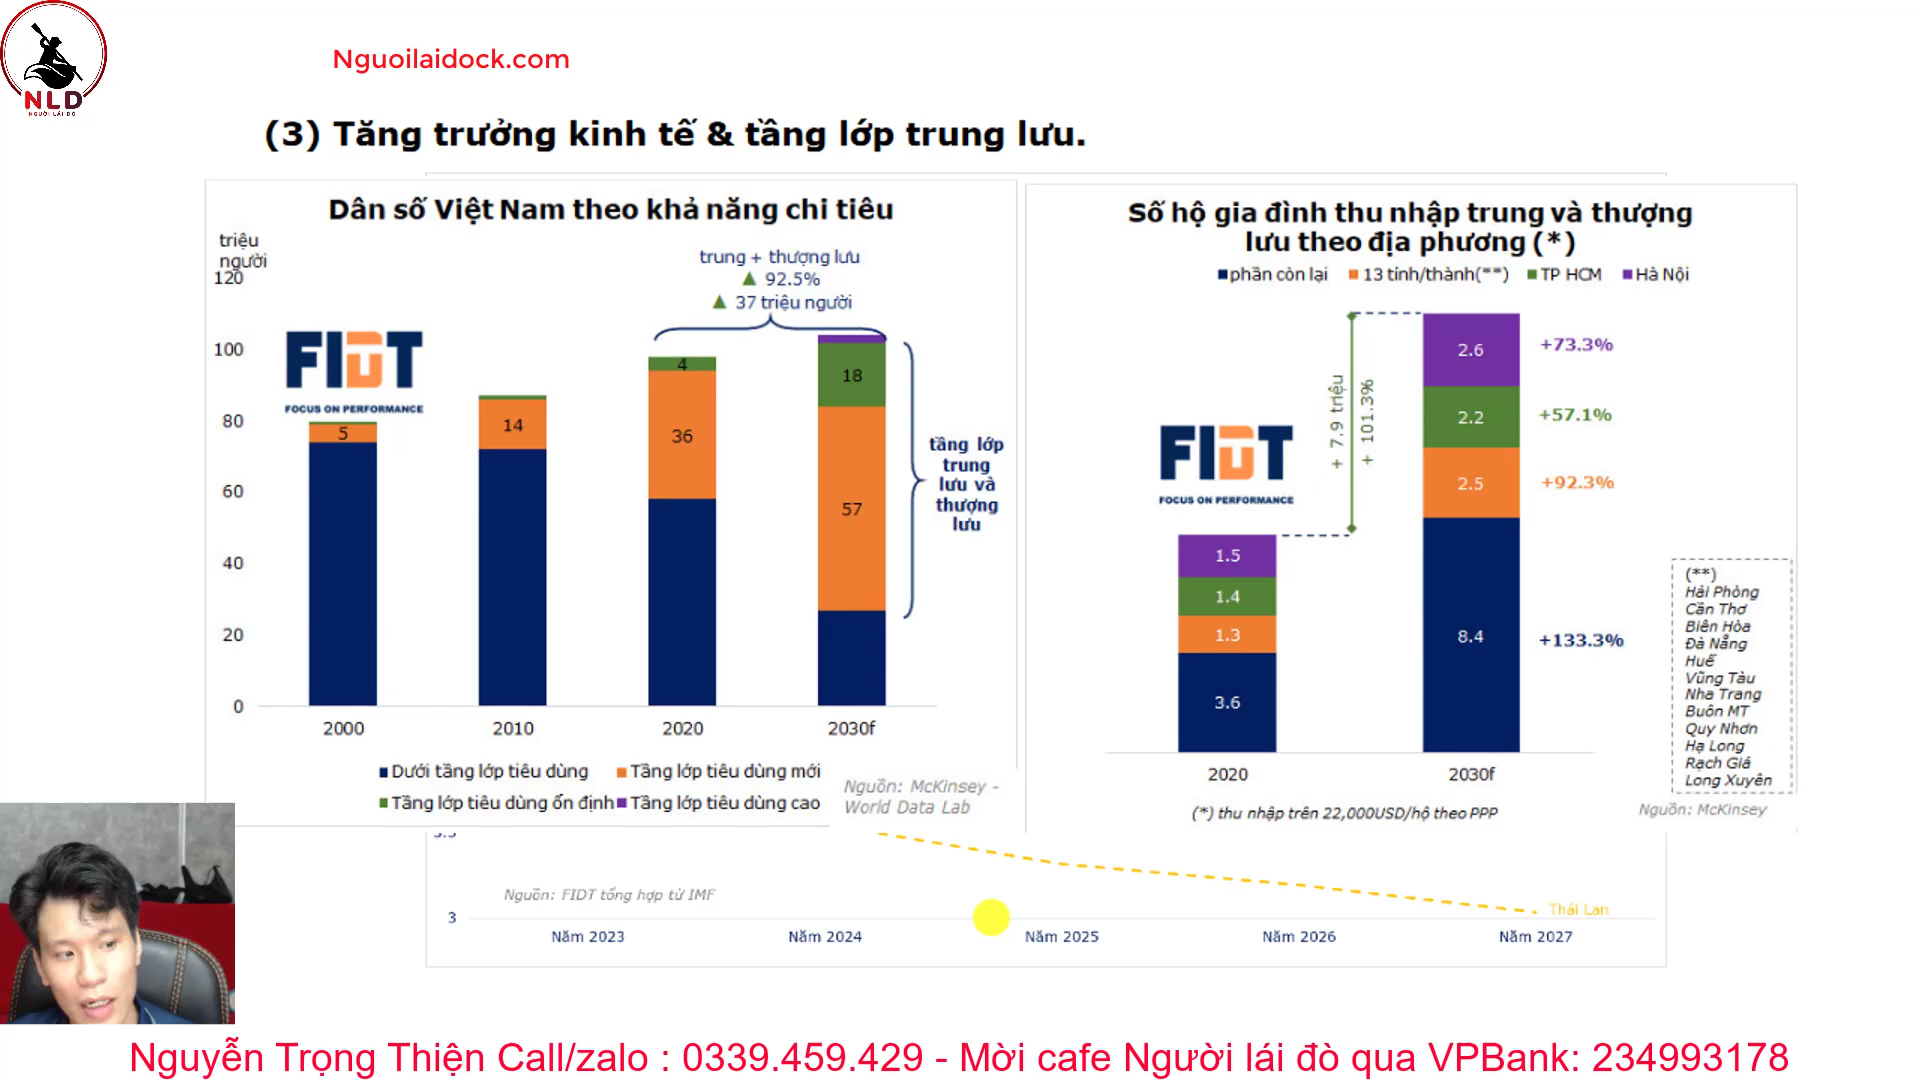 NLD
NGƯỜI LÁI ĐÒ
Nguoilaidock.com
(3) Tăng trưởng kinh tế & tầng lớp trung lưu.
Dân số Việt Nam theo khả năng chi tiêu
triệu
người
120
100
80
60
40
20
0
FIDT
FOCUS ON PERFORMANCE
trung + thượng lưu
▲ 92.5%
▲ 37 triệu người
5
14
4
36
18
57
tầng lớp
trung
lưu và
thượng
lưu
2000 2010 2020 2030f
Dưới tầng lớp tiêu dùng Tầng lớp tiêu dùng mới
Tầng lớp tiêu dùng ổn định Tầng lớp tiêu dùng cao
Nguồn: McKinsey -
World Data Lab
Số hộ gia đình thu nhập trung và thượng
lưu theo địa phương (*)
phần còn lại 13 tỉnh/thành(**) TP HCM Hà Nội
FIDT
FOCUS ON PERFORMANCE
+ 7.9 triệu
+ 101.3%
1.5
1.4
1.3
3.6
2.6 +73.3%
2.2 +57.1%
2.5 +92.3%
8.4 +133.3%
2020 2030f
(**)
Hải Phòng
Cần Thơ
Biên Hòa
Đà Nẵng
Huế
Vũng Tàu
Nha Trang
Buôn MT
Quy Nhơn
Hạ Long
Rạch Giá
Long Xuyên
(*) thu nhập trên 22,000USD/hộ theo PPP
Nguồn: McKinsey
3.5
Nguồn: FIDT tổng hợp từ IMF
Thái Lan
3
Năm 2023 Năm 2024 Năm 2025 Năm 2026 Năm 2027
Nguyễn Trọng Thiện Call/zalo : 0339.459.429 - Mời cafe Người lái đò qua VPBank: 234993178